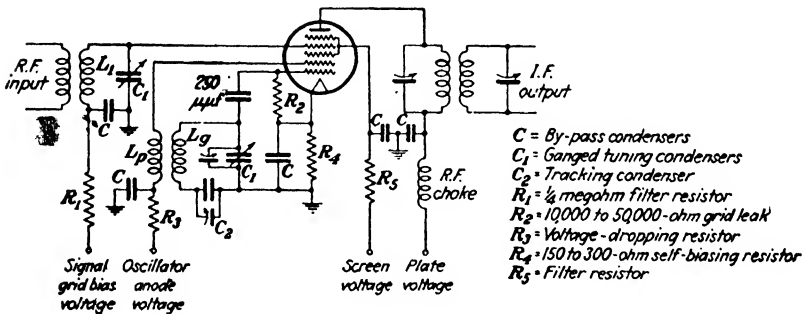 R.F.
input
L1
C1
C
R1
Signal
grid bias
voltage
Lp
C
R3
Oscillator
anode
voltage
250
μμf
Lg
C1
C2
R2
C
R4
C
C
R5
Screen
voltage
R.F.
choke
Plate
voltage
I.F.
output
C = By-pass condensers
C1 = Ganged tuning condensers
C2 = Tracking condenser
R1 = ¼ megohm filter resistor
R2 = 10,000 to 50,000-ohm grid leak
R3 = Voltage-dropping resistor
R4 = 150 to 300-ohm self-biasing resistor
R5 = Filter resistor